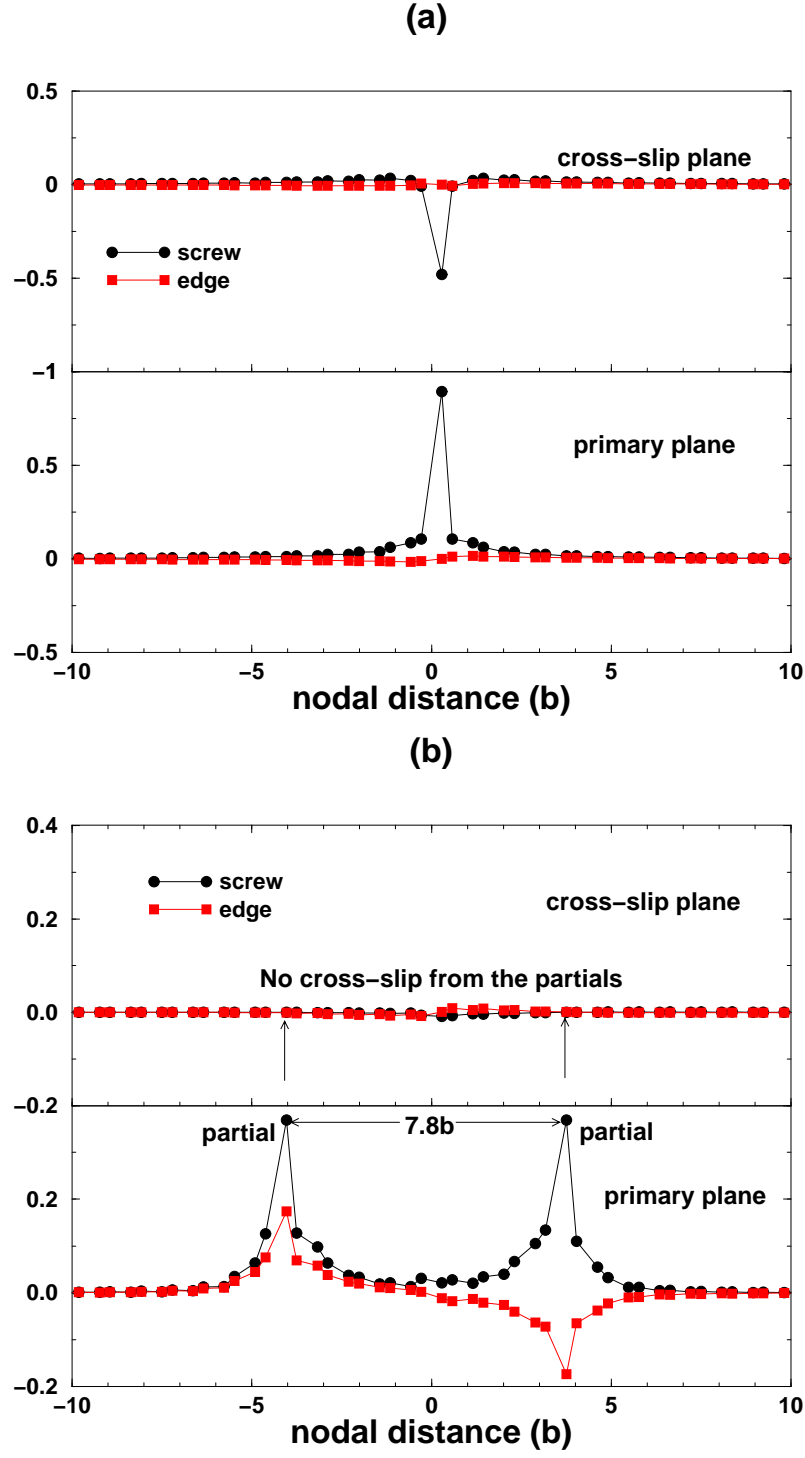 (a)
0.5
cross−slip plane
0
screw
edge
−0.5
−1
primary plane
0.5
0
−0.5
−10
−5
0
5
10
nodal distance (b)
(b)
0.4
screw
edge
cross−slip plane
0.2
No cross−slip from the partials
0.0
−0.2
partial
7.8b
partial
primary plane
0.2
0.0
−0.2
−10
−5
0
5
10
nodal distance (b)